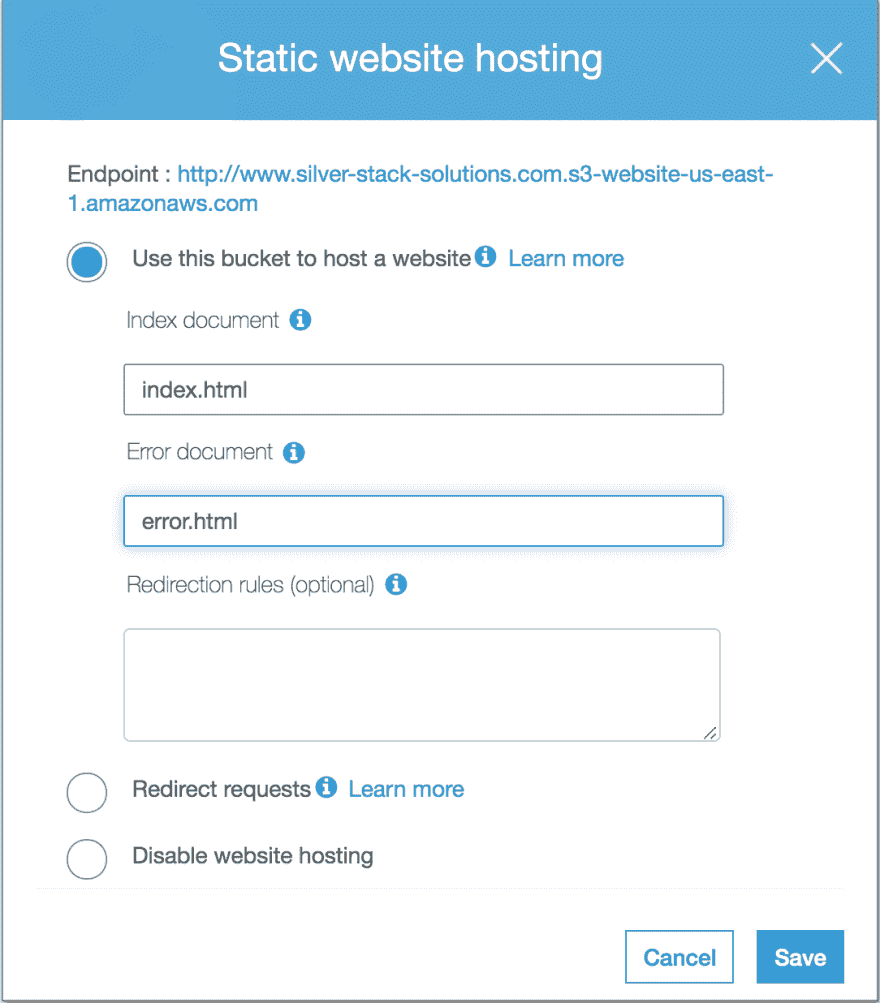 Static website hosting
Endpoint : http://www.silver-stack-solutions.com.s3-website-us-east-
1.amazonaws.com
Use this bucket to host a website Learn more
Index document
index.html
Error document
error.html
Redirection rules (optional)
Redirect requests Learn more
Disable website hosting
Cancel Save